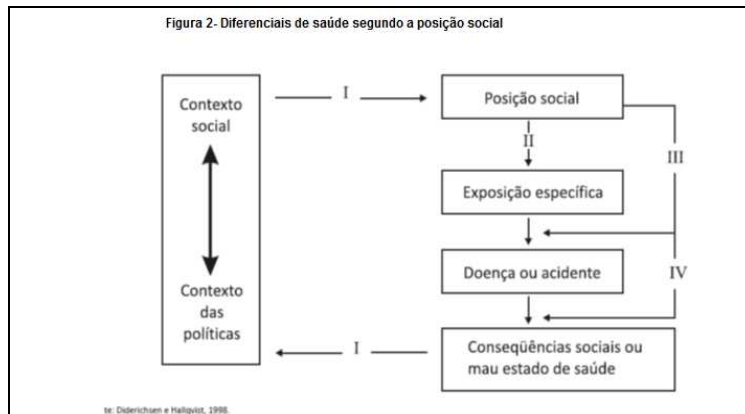 Figura 2- Diferenciais de saúde segundo a posição social
Contexto
social
I
Posição social
II
III
Exposição específica
Doença ou acidente
IV
Contexto
das
políticas
I
Conseqüências sociais ou
mau estado de saúde
te: Diderichsen e Hallqvist, 1998.